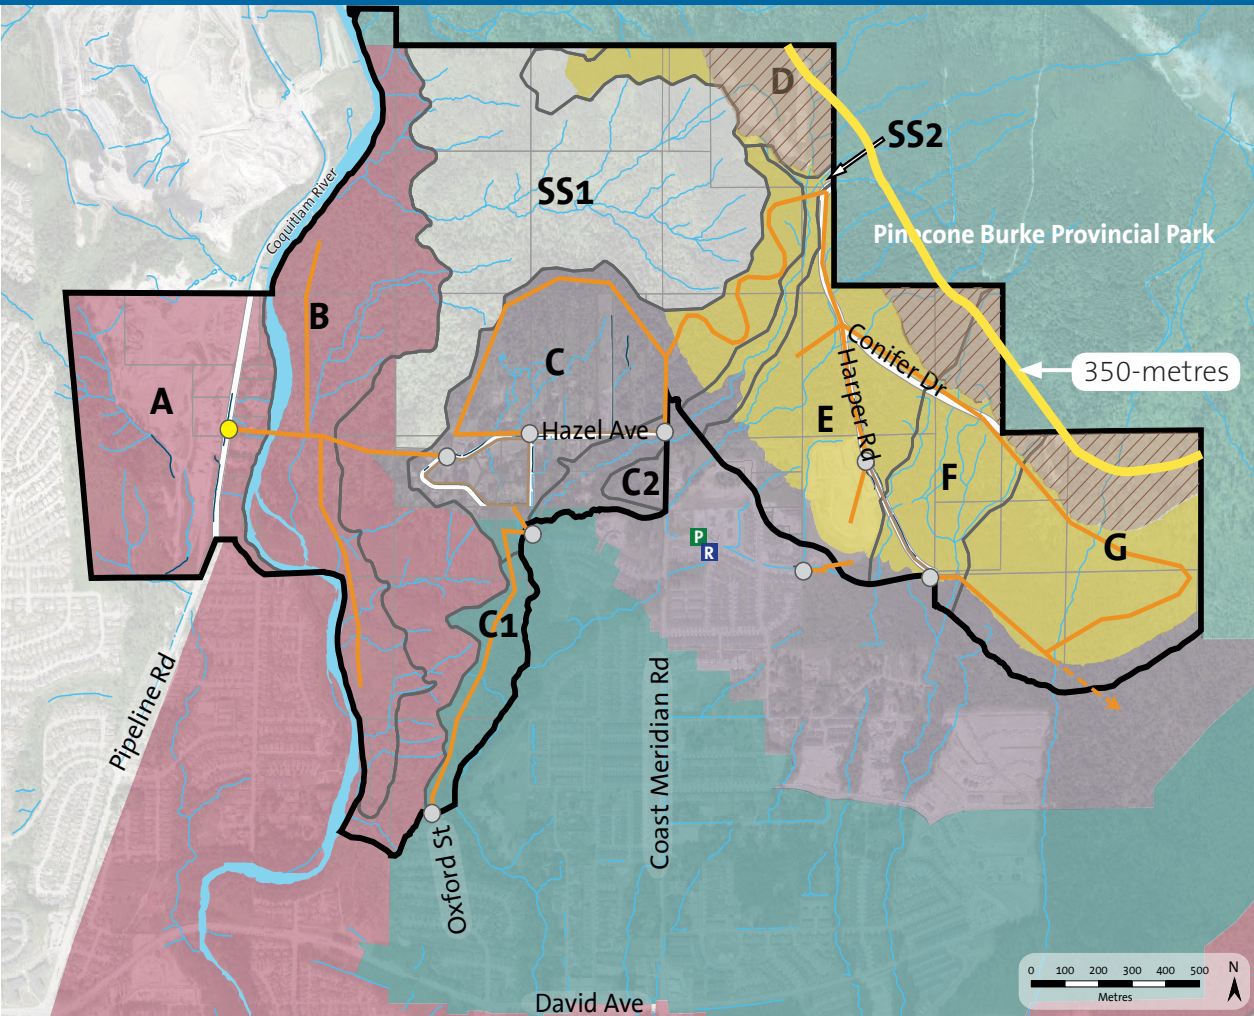 D
SS2
SS1
Coquitlam River
Pinecone Burke Provincial Park
B
Conifer Dr
C
350-metres
A
Harper Rd
E
Hazel Ave
F
C2
P
R
G
C1
Pipeline Rd
Coast Meridian Rd
Oxford St
0 100 200 300 400 500
Metres
N
David Ave